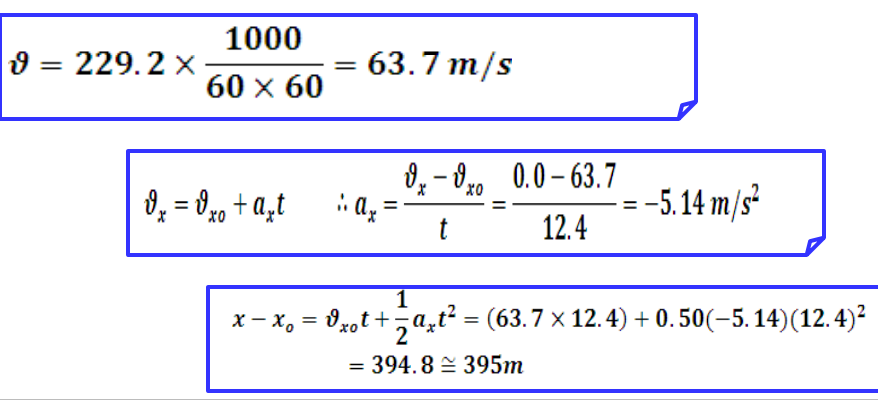 ϑ = 229.2 × 1000/(60 × 60) = 63.7 m/s
ϑₓ = ϑₓₒ + aₓt ∴ aₓ = (ϑₓ − ϑₓₒ)/t = (0.0 − 63.7)/12.4 = −5.14 m/s²
x − xₒ = ϑₓₒt + 1/2 aₓt² = (63.7 × 12.4) + 0.50(−5.14)(12.4)²
= 394.8 ≅ 395m